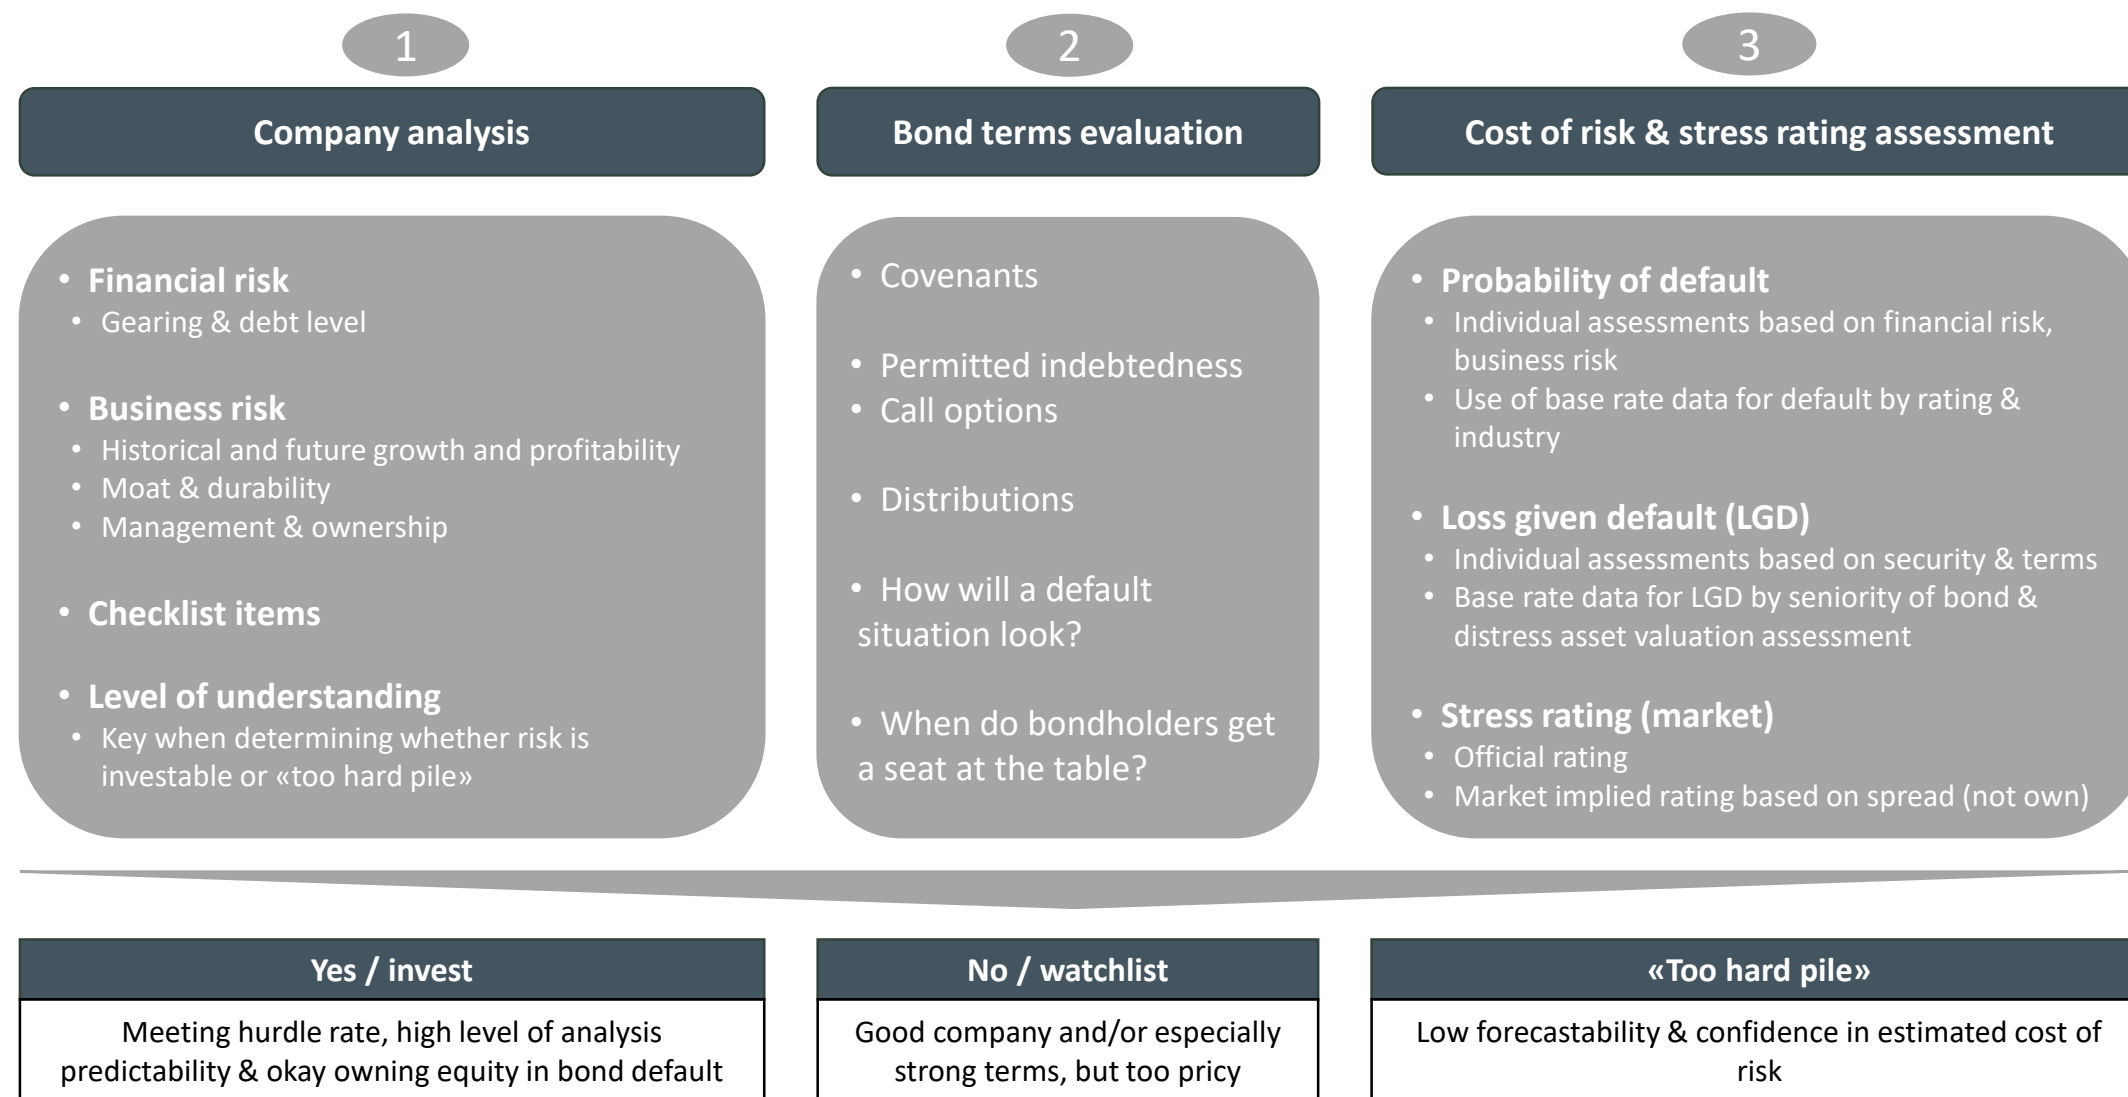 1
Company analysis
• Financial risk
• Gearing & debt level
• Business risk
• Historical and future growth and profitability
• Moat & durability
• Management & ownership
• Checklist items
• Level of understanding
• Key when determining whether risk is
investable or «too hard pile»
2
Bond terms evaluation
• Covenants
• Permitted indebtedness
• Call options
• Distributions
• How will a default
situation look?
• When do bondholders get
a seat at the table?
3
Cost of risk & stress rating assessment
• Probability of default
• Individual assessments based on financial risk,
business risk
• Use of base rate data for default by rating &
industry
• Loss given default (LGD)
• Individual assessments based on security & terms
• Base rate data for LGD by seniority of bond &
distress asset valuation assessment
• Stress rating (market)
• Official rating
• Market implied rating based on spread (not own)
Yes / invest
Meeting hurdle rate, high level of analysis
predictability & okay owning equity in bond default
No / watchlist
Good company and/or especially
strong terms, but too pricy
«Too hard pile»
Low forecastability & confidence in estimated cost of
risk